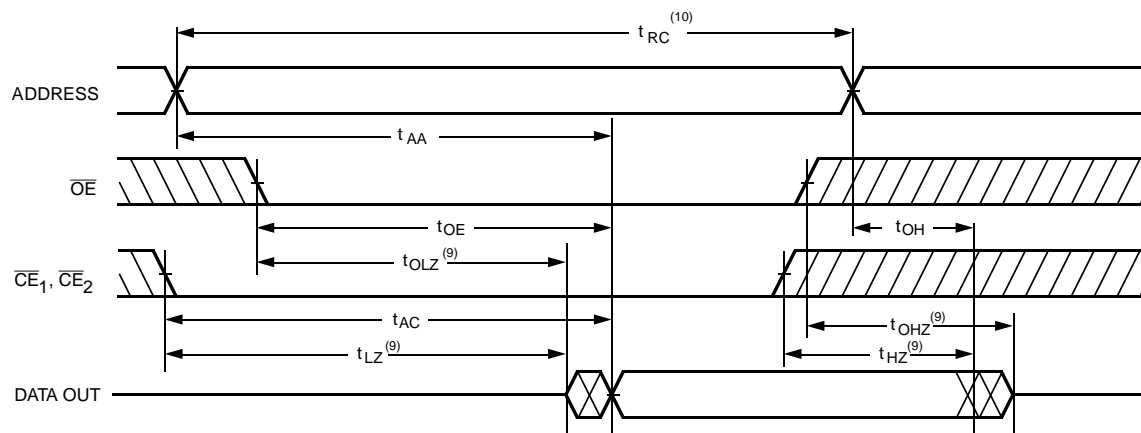 t RC (10)
ADDRESS
t AA
OE
t OE
t OH
t OLZ (9)
CE1, CE2
t AC
t OHZ (9)
t LZ (9)
t HZ (9)
DATA OUT